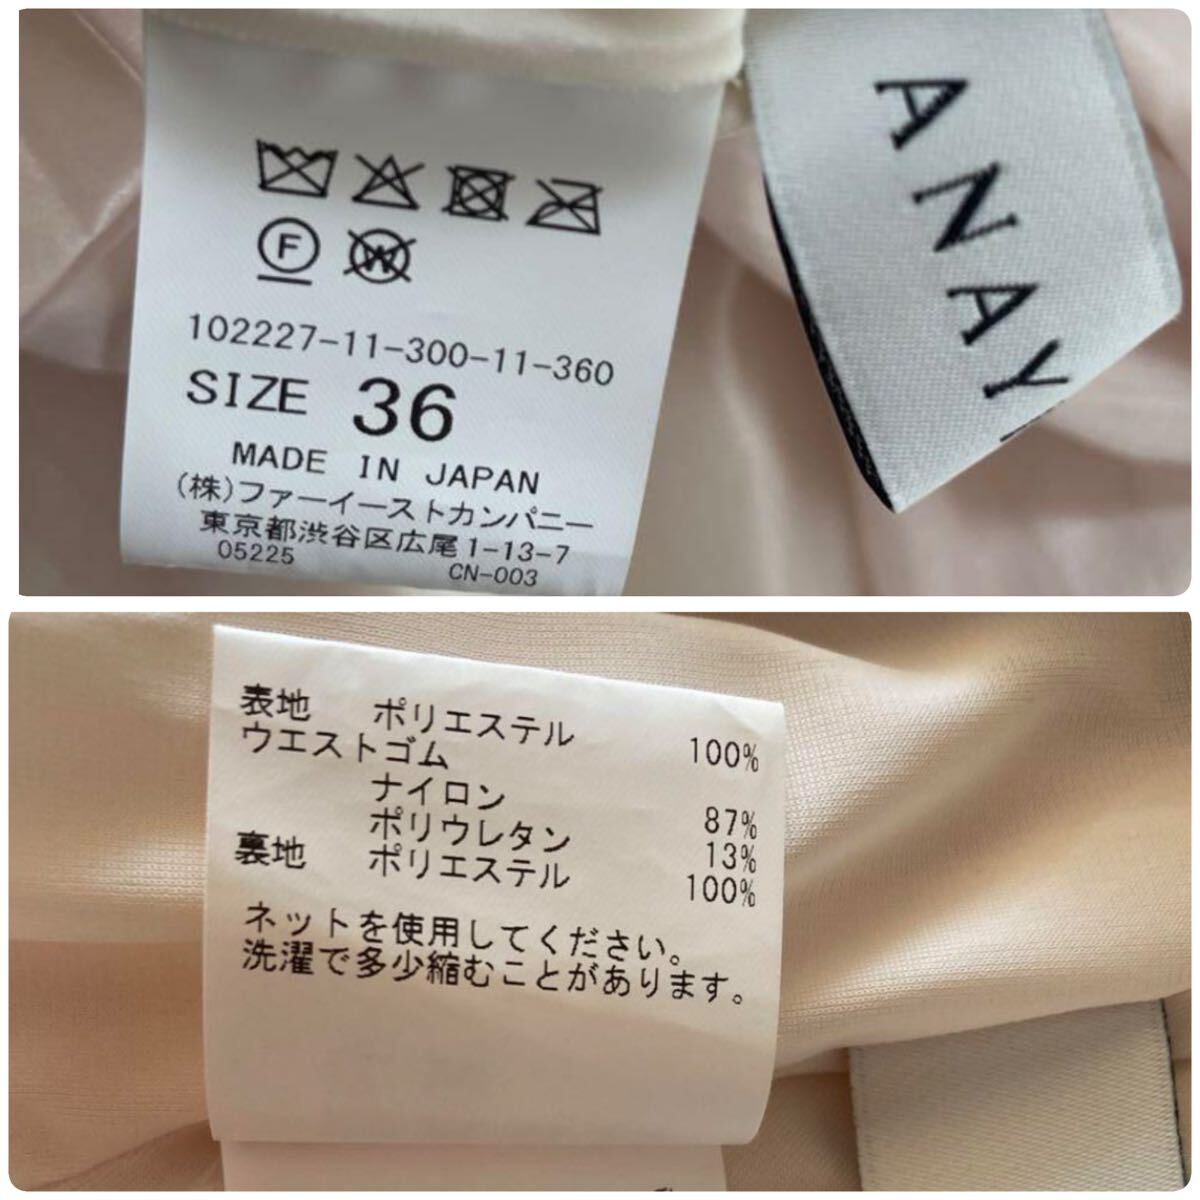 F
W
102227-11-300-11-360
SIZE 36
MADE IN JAPAN
(株)ファーイーストカンパニー
東京都渋谷区広尾1-13-7
05225 CN-003
ANAY
表地 ポリエステル 100%
ウエストゴム
ナイロン 87%
ポリウレタン 13%
裏地 ポリエステル 100%
ネットを使用してください。
洗濯で多少縮むことがあります。